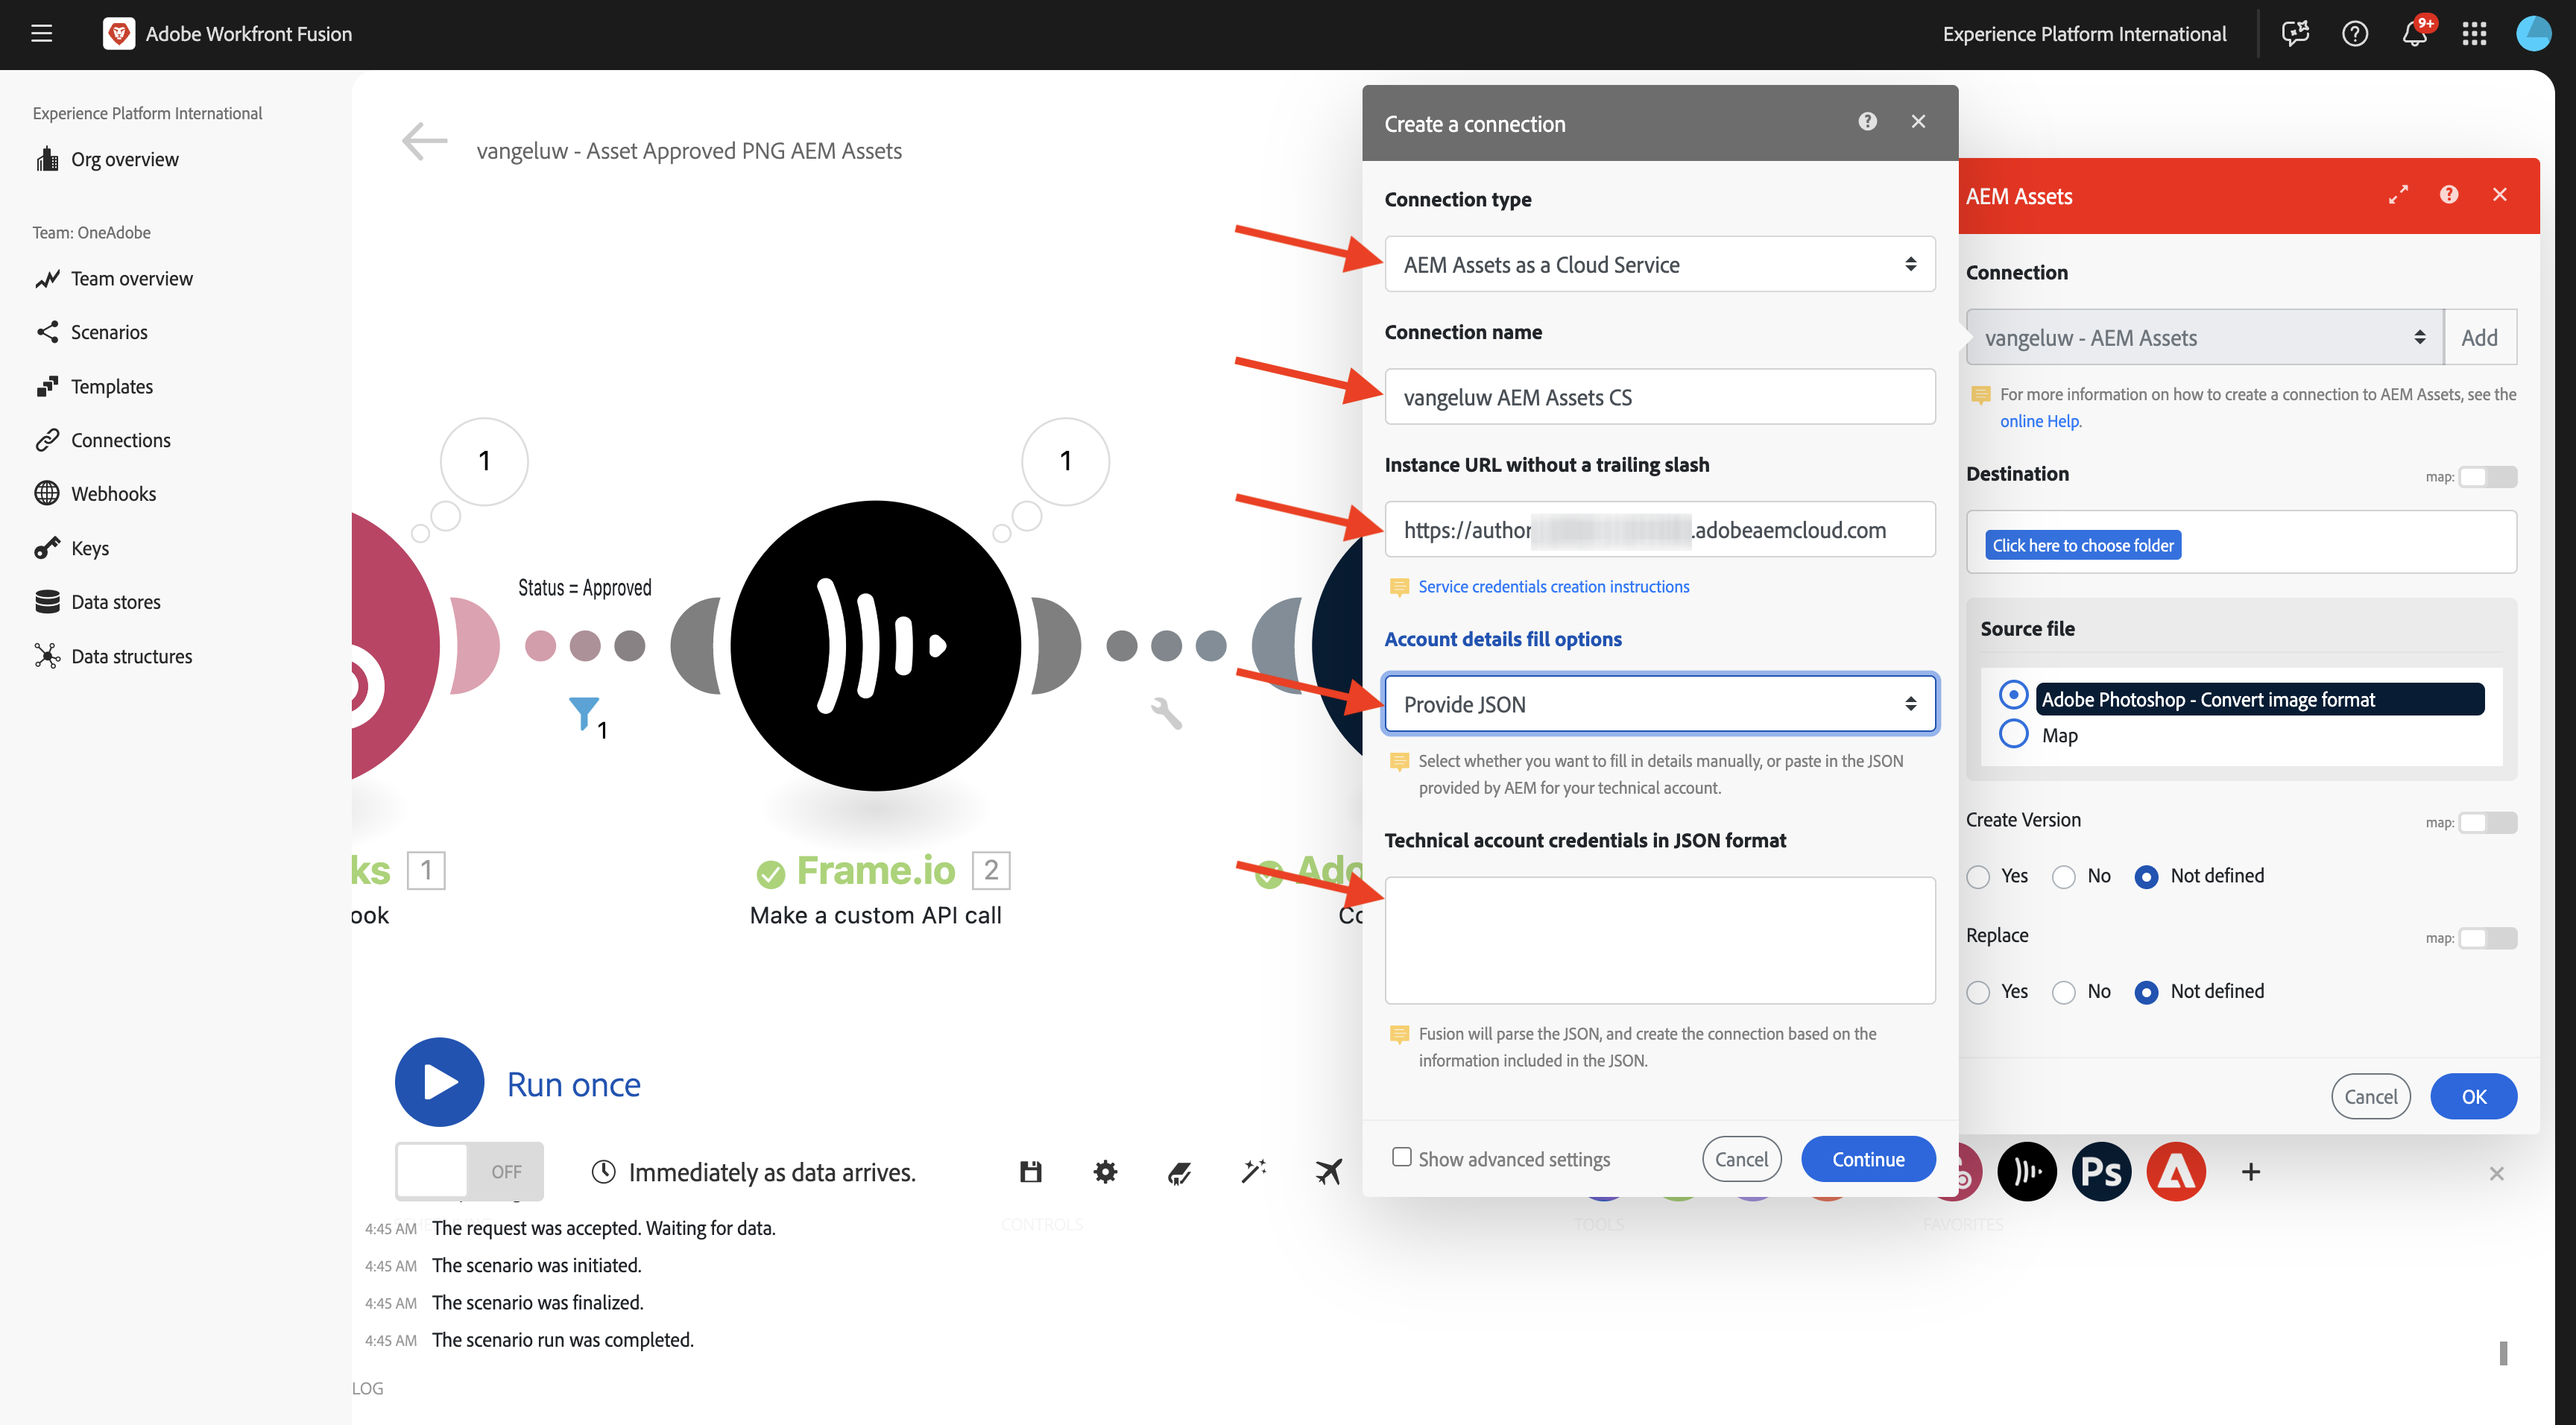 Adobe Workfront Fusion
Experience Platform International
9+
Experience Platform International
Org overview
Team: OneAdobe
Team overview
Scenarios
Templates
Connections
Webhooks
Keys
Data stores
Data structures
vangeluw - Asset Approved PNG AEM Assets
1
1
Status = Approved
1
ks 1
ook
Frame.io 2
Make a custom API call
Ado
Run once
OFF
Immediately as data arrives.
CONTROLS
TOOLS
FAVORITES
Ps
4:45 AM The request was accepted. Waiting for data.
4:45 AM The scenario was initiated.
4:45 AM The scenario was finalized.
4:45 AM The scenario run was completed.
LOG
Create a connection
Connection type
AEM Assets as a Cloud Service
Connection name
vangeluw AEM Assets CS
Instance URL without a trailing slash
https://author .adobeaemcloud.com
Service credentials creation instructions
Account details fill options
Provide JSON
Select whether you want to fill in details manually, or paste in the JSON
provided by AEM for your technical account.
Technical account credentials in JSON format
Fusion will parse the JSON, and create the connection based on the
information included in the JSON.
Show advanced settings
Cancel
Continue
AEM Assets
Connection
vangeluw - AEM Assets
Add
For more information on how to create a connection to AEM Assets, see the
online Help.
Destination
map:
Click here to choose folder
Source file
Adobe Photoshop - Convert image format
Map
Create Version
map:
Yes No Not defined
Replace
map:
Yes No Not defined
Cancel
OK